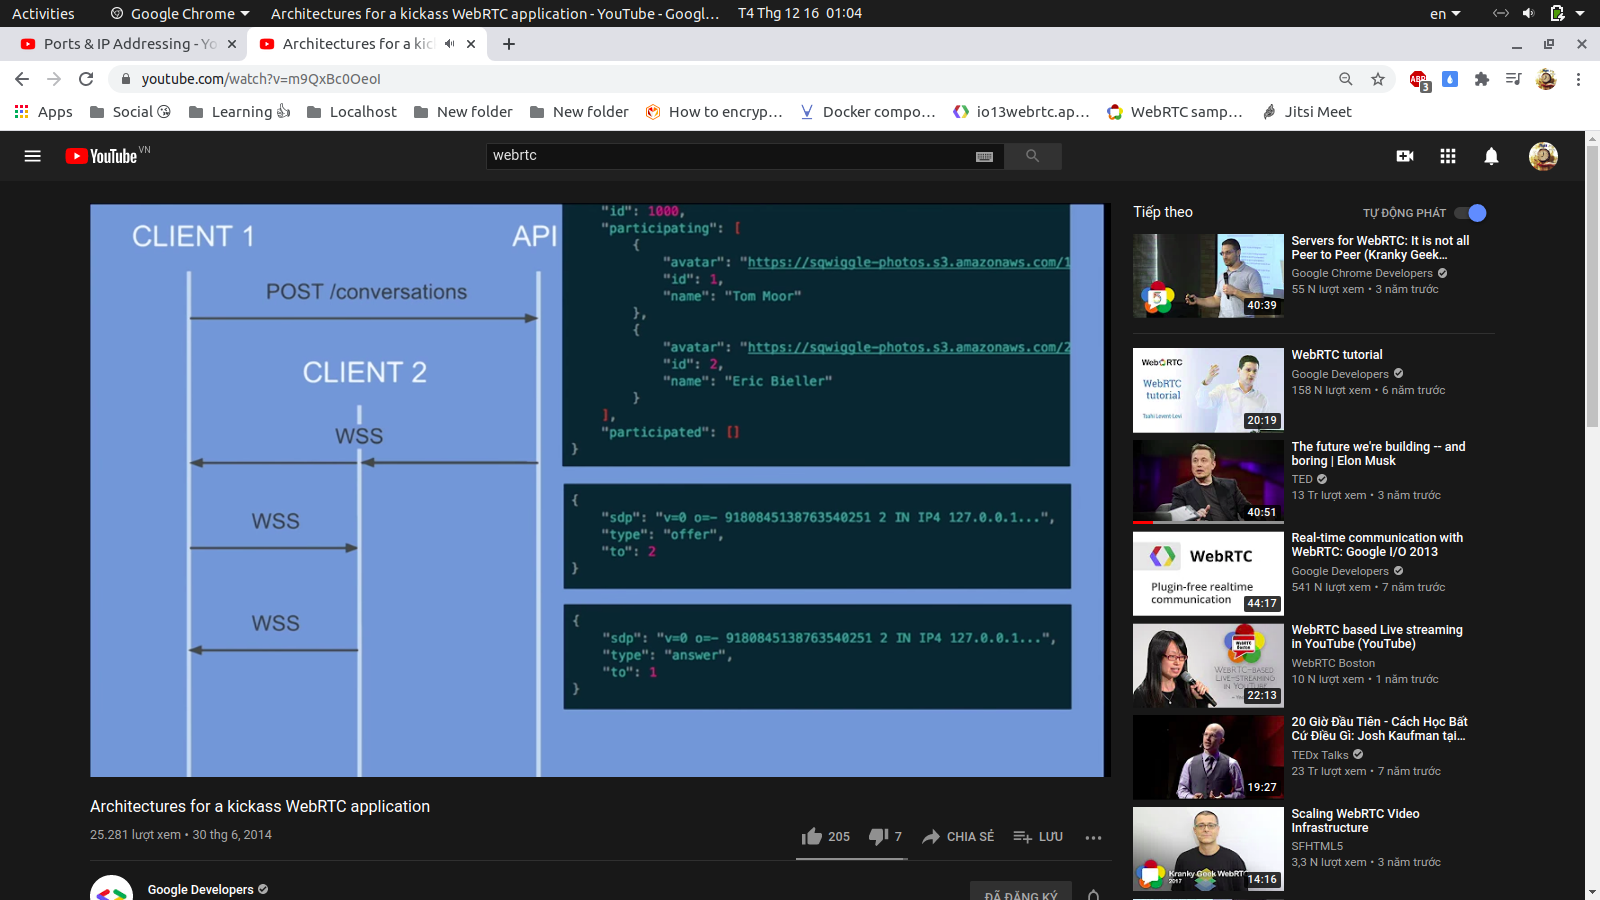 Activities
Google Chrome
Architectures for a kickass WebRTC application - YouTube - Googl…
T4 Thg 12 16 01:04
en
Ports & IP Addressing - Yo
Architectures for a kic
youtube.com/watch?v=m9QxBc0OeoI
ABP
3
Apps
Social 😘
Learning 👍
Localhost
New folder
New folder
How to encryp…
Docker compo…
io13webrtc.ap…
WebRTC samp…
Jitsi Meet
YouTube VN
webrtc
CLIENT 1
API
POST /conversations
CLIENT 2
WSS
WSS
WSS
"id": 1000,
"participating": [
{
"avatar": "https://sqwiggle-photos.s3.amazonaws.com/1
"id": 1,
"name": "Tom Moor"
},
{
"avatar": "https://sqwiggle-photos.s3.amazonaws.com/2
"id": 2,
"name": "Eric Bieller"
}
],
"participated": []
}
{
"sdp": "v=0 o=- 9180845138763540251 2 IN IP4 127.0.0.1...",
"type": "offer",
"to": 2
}
{
"sdp": "v=0 o=- 9180845138763540251 2 IN IP4 127.0.0.1...",
"type": "answer",
"to": 1
}
Architectures for a kickass WebRTC application
25.281 lượt xem • 30 thg 6, 2014
205
7
CHIA SẺ
LƯU
Google Developers
ĐÃ ĐĂNG KÝ
Tiếp theo
TỰ ĐỘNG PHÁT
40:39
Servers for WebRTC: It is not all
Peer to Peer (Kranky Geek…
Google Chrome Developers
55 N lượt xem • 3 năm trước
WebRTC
WebRTC
tutorial
Tsahi Levent-Levi
20:19
WebRTC tutorial
Google Developers
158 N lượt xem • 6 năm trước
40:51
The future we're building -- and
boring | Elon Musk
TED
13 Tr lượt xem • 3 năm trước
WebRTC
Plugin-free realtime
communication
44:17
Real-time communication with
WebRTC: Google I/O 2013
Google Developers
541 N lượt xem • 7 năm trước
WEBRTC-BASED
LIVE-STREAMING
IN YOUTUBE
22:13
WebRTC based Live streaming
in YouTube (YouTube)
WebRTC Boston
10 N lượt xem • 1 năm trước
19:27
20 Giờ Đầu Tiên - Cách Học Bất
Cứ Điều Gì: Josh Kaufman tại…
TEDx Talks
23 Tr lượt xem • 7 năm trước
Kranky Geek WebRTC
2017
14:16
Scaling WebRTC Video
Infrastructure
SFHTML5
3,3 N lượt xem • 3 năm trước